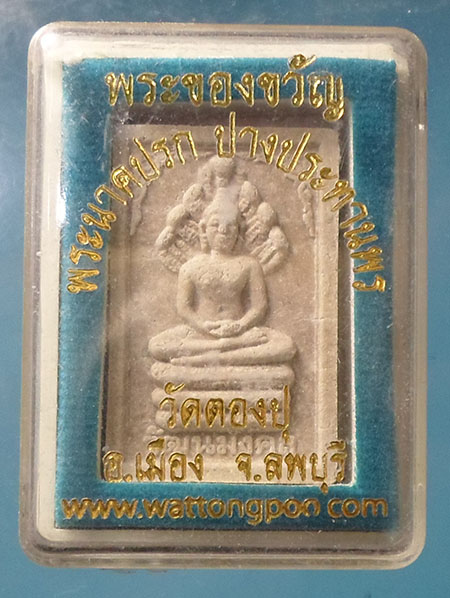 พระของขวัญ
พระนาคปรก ปางประทานพร
วัดตองปุ
อ.เมือง จ.ลพบุรี
www.wattongpoo.com